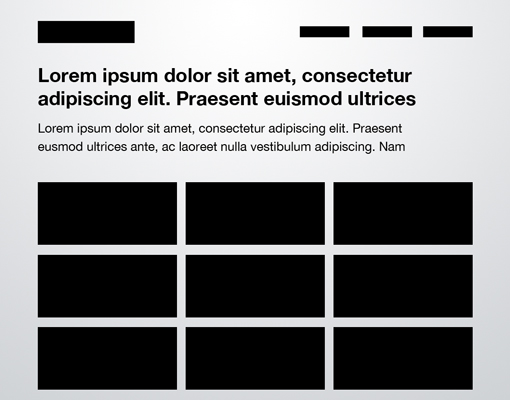 Lorem ipsum dolor sit amet, consectetur
adipiscing elit. Praesent euismod ultrices
Lorem ipsum dolor sit amet, consectetur adipiscing elit. Praesent
eusmod ultrices ante, ac laoreet nulla vestibulum adipiscing. Nam